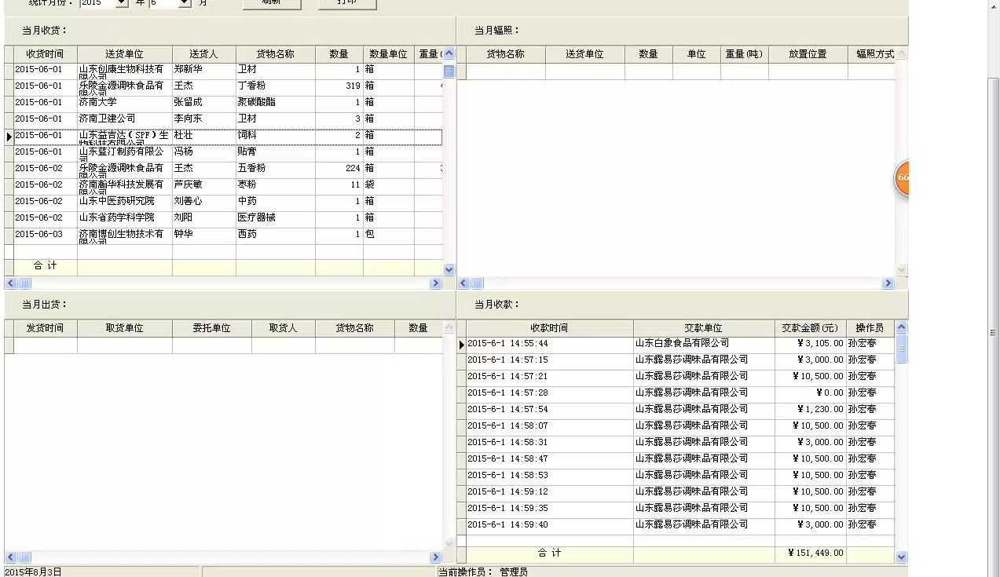 统计月份： 2015 年 6 月 刷新 打印
当月收货：
收货时间 送货单位 送货人 货物名称 数量 数量单位 重量(
2015-06-01 山东创康生物科技有限公司 郑新华 卫材 1 箱
2015-06-01 乐陵金源调味食品有限公司 王杰 丁香粉 319 箱
2015-06-01 济南大学 张留成 聚碳酸酯 1 箱
2015-06-01 济南卫建公司 李向东 卫材 3 箱
2015-06-01 山东益吉达(SPF)生物科技有限公司 杜壮 饲料 2 箱
2015-06-01 山东蓝汀制药有限公司 冯杨 贴膏 1 箱
2015-06-02 乐陵金源调味食品有限公司 王杰 五香粉 224 箱
2015-06-02 济南瀚华科技发展有限公司 芦庆敏 枣粉 11 袋
2015-06-02 山东中医药研究院 刘善心 中药 1 箱
2015-06-02 山东省药学科学院 刘阳 医疗器械 1 箱
2015-06-03 济南博创生物技术有限公司 钟华 西药 1 包
合 计
当月辐照：
货物名称 送货单位 数量 单位 重量(吨) 放置位置 辐照方式
66
当月出货：
发货时间 取货单位 委托单位 取货人 货物名称 数量
当月收款：
收款时间 交款单位 交款金额(元) 操作员
2015-6-1 14:55:44 山东白象食品有限公司 ￥3,105.00 孙宏春
2015-6-1 14:57:15 山东露易莎调味品有限公司 ￥3,000.00 孙宏春
2015-6-1 14:57:21 山东露易莎调味品有限公司 ￥10,500.00 孙宏春
2015-6-1 14:57:28 山东露易莎调味品有限公司 ￥0.00 孙宏春
2015-6-1 14:57:54 山东露易莎调味品有限公司 ￥1,230.00 孙宏春
2015-6-1 14:58:07 山东露易莎调味品有限公司 ￥10,500.00 孙宏春
2015-6-1 14:58:31 山东露易莎调味品有限公司 ￥3,000.00 孙宏春
2015-6-1 14:58:47 山东露易莎调味品有限公司 ￥10,500.00 孙宏春
2015-6-1 14:58:53 山东露易莎调味品有限公司 ￥10,500.00 孙宏春
2015-6-1 14:59:12 山东露易莎调味品有限公司 ￥10,500.00 孙宏春
2015-6-1 14:59:35 山东露易莎调味品有限公司 ￥10,500.00 孙宏春
2015-6-1 14:59:40 山东露易莎调味品有限公司 ￥3,000.00 孙宏春
合 计 ￥151,449.00
2015年8月3日 当前操作员： 管理员